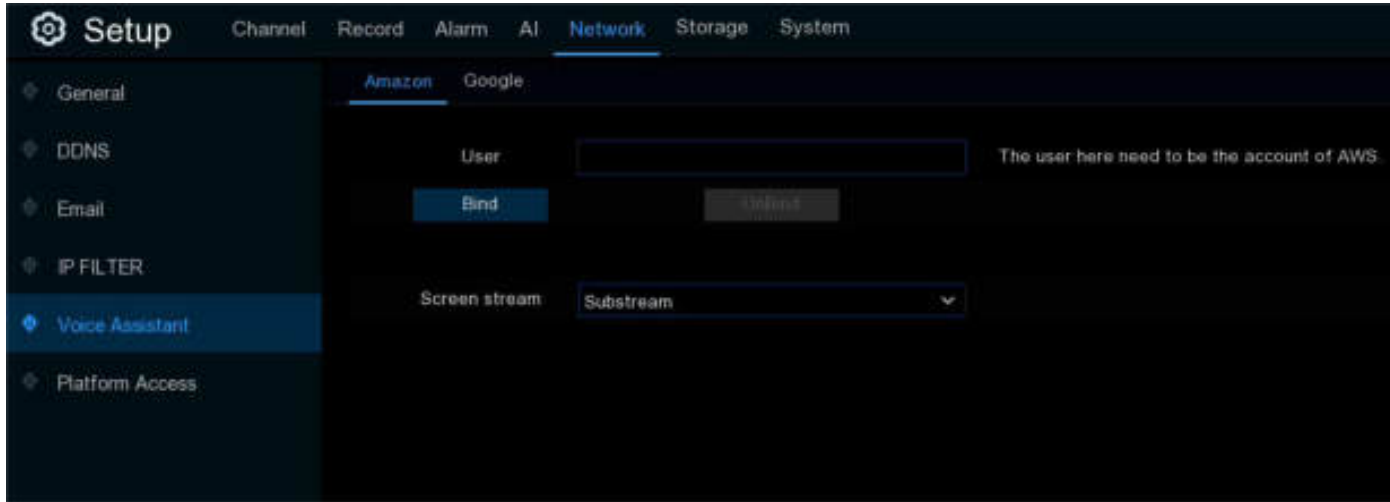 Setup Channel Record Alarm AI Network Storage System
Amazon Google
General
DDNS
Email
IP FILTER
Voice Assistant
Platform Access
User The user here need to be the account of AWS
Bind UnBind
Screen stream Substream